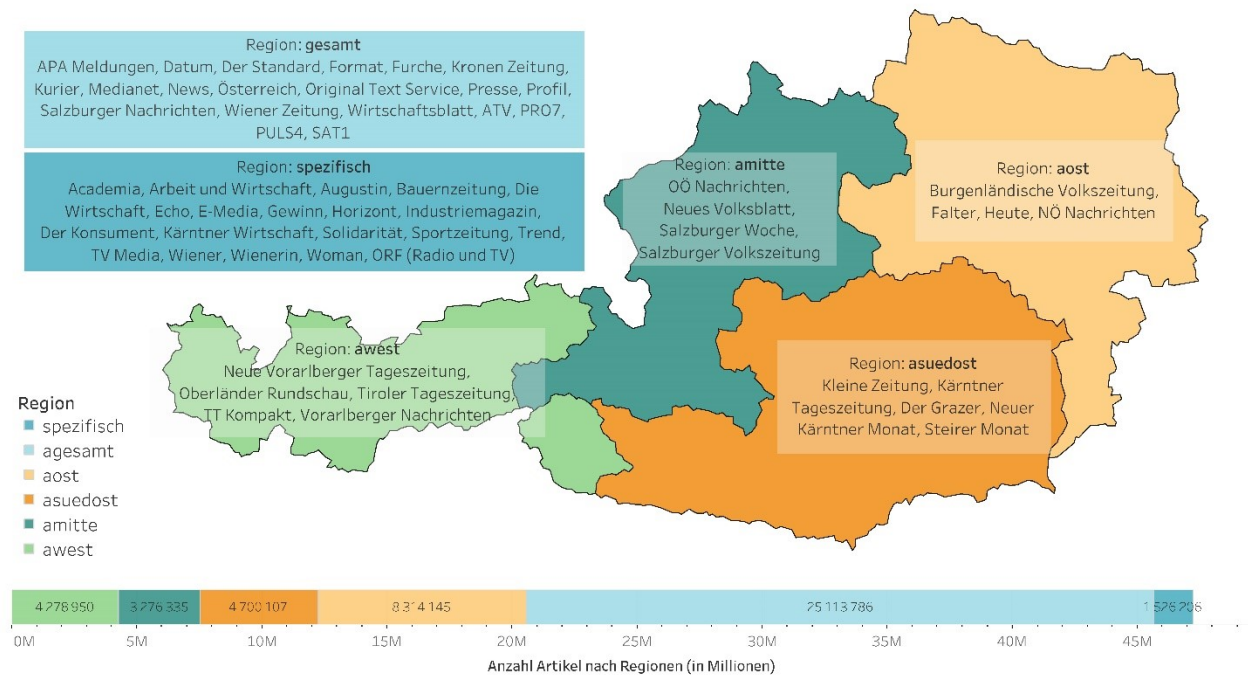 Region: gesamt
APA Meldungen, Datum, Der Standard, Format, Furche, Kronen Zeitung,
Kurier, Medianet, News, Österreich, Original Text Service, Presse, Profil,
Salzburger Nachrichten, Wiener Zeitung, Wirtschaftsblatt, ATV, PRO7,
PULS4, SAT1
Region: spezifisch
Academia, Arbeit und Wirtschaft, Augustin, Bauernzeitung, Die
Wirtschaft, Echo, E-Media, Gewinn, Horizont, Industriemagazin,
Der Konsument, Kärntner Wirtschaft, Solidarität, Sportzeitung, Trend,
TV Media, Wiener, Wienerin, Woman, ORF (Radio und TV)
Region: amitte
OÖ Nachrichten,
Neues Volksblatt,
Salzburger Woche,
Salzburger Volkszeitung
Region: aost
Burgenländische Volkszeitung,
Falter, Heute, NÖ Nachrichten
Region: awest
Neue Vorarlberger Tageszeitung,
Oberländer Rundschau, Tiroler Tageszeitung,
TT Kompakt, Vorarlberger Nachrichten
Region: asuedost
Kleine Zeitung, Kärntner
Tageszeitung, Der Grazer, Neuer
Kärntner Monat, Steirer Monat
Region
spezifisch
agesamt
aost
asuedost
amitte
awest
4 278 950 3 276 335 4 700 107 8 314 145 25 113 786 1 526 206
0M 5M 10M 15M 20M 25M 30M 35M 40M 45M
Anzahl Artikel nach Regionen (in Millionen)